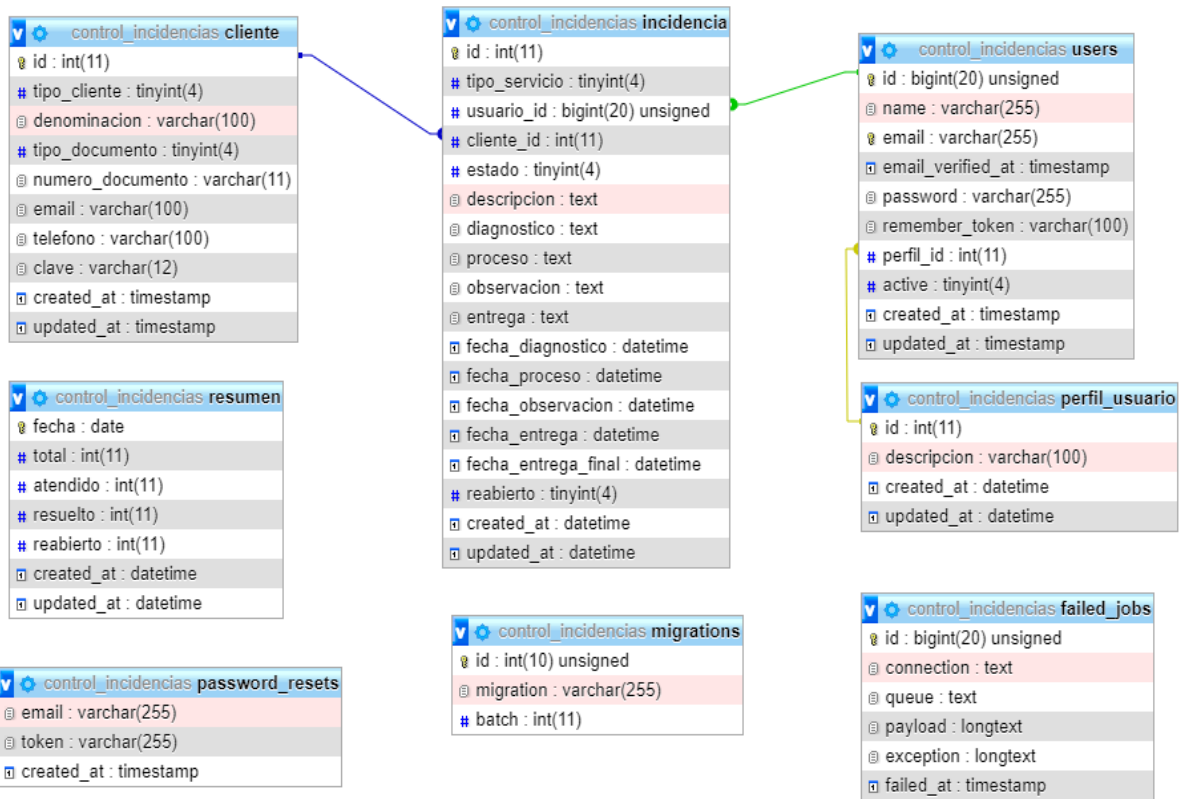 control_incidencias cliente
id : int(11)
tipo_cliente : tinyint(4)
denominacion : varchar(100)
tipo_documento : tinyint(4)
numero_documento : varchar(11)
email : varchar(100)
telefono : varchar(100)
clave : varchar(12)
created_at : timestamp
updated_at : timestamp
control_incidencias incidencia
id : int(11)
tipo_servicio : tinyint(4)
usuario_id : bigint(20) unsigned
cliente_id : int(11)
estado : tinyint(4)
descripcion : text
diagnostico : text
proceso : text
observacion : text
entrega : text
fecha_diagnostico : datetime
fecha_proceso : datetime
fecha_observacion : datetime
fecha_entrega : datetime
fecha_entrega_final : datetime
reabierto : tinyint(4)
created_at : datetime
updated_at : datetime
control_incidencias users
id : bigint(20) unsigned
name : varchar(255)
email : varchar(255)
email_verified_at : timestamp
password : varchar(255)
remember_token : varchar(100)
perfil_id : int(11)
active : tinyint(4)
created_at : timestamp
updated_at : timestamp
control_incidencias resumen
fecha : date
total : int(11)
atendido : int(11)
resuelto : int(11)
reabierto : int(11)
created_at : datetime
updated_at : datetime
control_incidencias perfil_usuario
id : int(11)
descripcion : varchar(100)
created_at : datetime
updated_at : datetime
control_incidencias password_resets
email : varchar(255)
token : varchar(255)
created_at : timestamp
control_incidencias migrations
id : int(10) unsigned
migration : varchar(255)
batch : int(11)
control_incidencias failed_jobs
id : bigint(20) unsigned
connection : text
queue : text
payload : longtext
exception : longtext
failed_at : timestamp